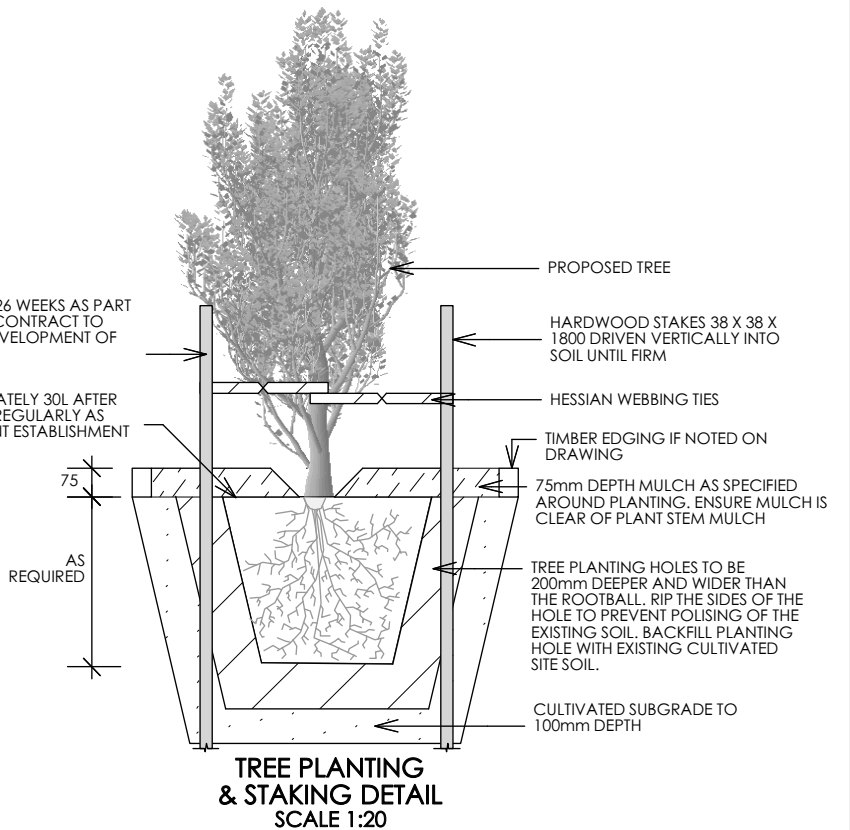 PROPOSED TREE
26 WEEKS AS PART
CONTRACT TO
VELOPMENT OF
HARDWOOD STAKES 38 X 38 X
1800 DRIVEN VERTICALLY INTO
SOIL UNTIL FIRM
ATELY 30L AFTER
REGULARLY AS
NT ESTABLISHMENT
HESSIAN WEBBING TIES
TIMBER EDGING IF NOTED ON
DRAWING
75
75mm DEPTH MULCH AS SPECIFIED
AROUND PLANTING. ENSURE MULCH IS
CLEAR OF PLANT STEM MULCH
AS
REQUIRED
TREE PLANTING HOLES TO BE
200mm DEEPER AND WIDER THAN
THE ROOTBALL. RIP THE SIDES OF THE
HOLE TO PREVENT POLISING OF THE
EXISTING SOIL. BACKFILL PLANTING
HOLE WITH EXISTING CULTIVATED
SITE SOIL.
CULTIVATED SUBGRADE TO
100mm DEPTH
TREE PLANTING
& STAKING DETAIL
SCALE 1:20